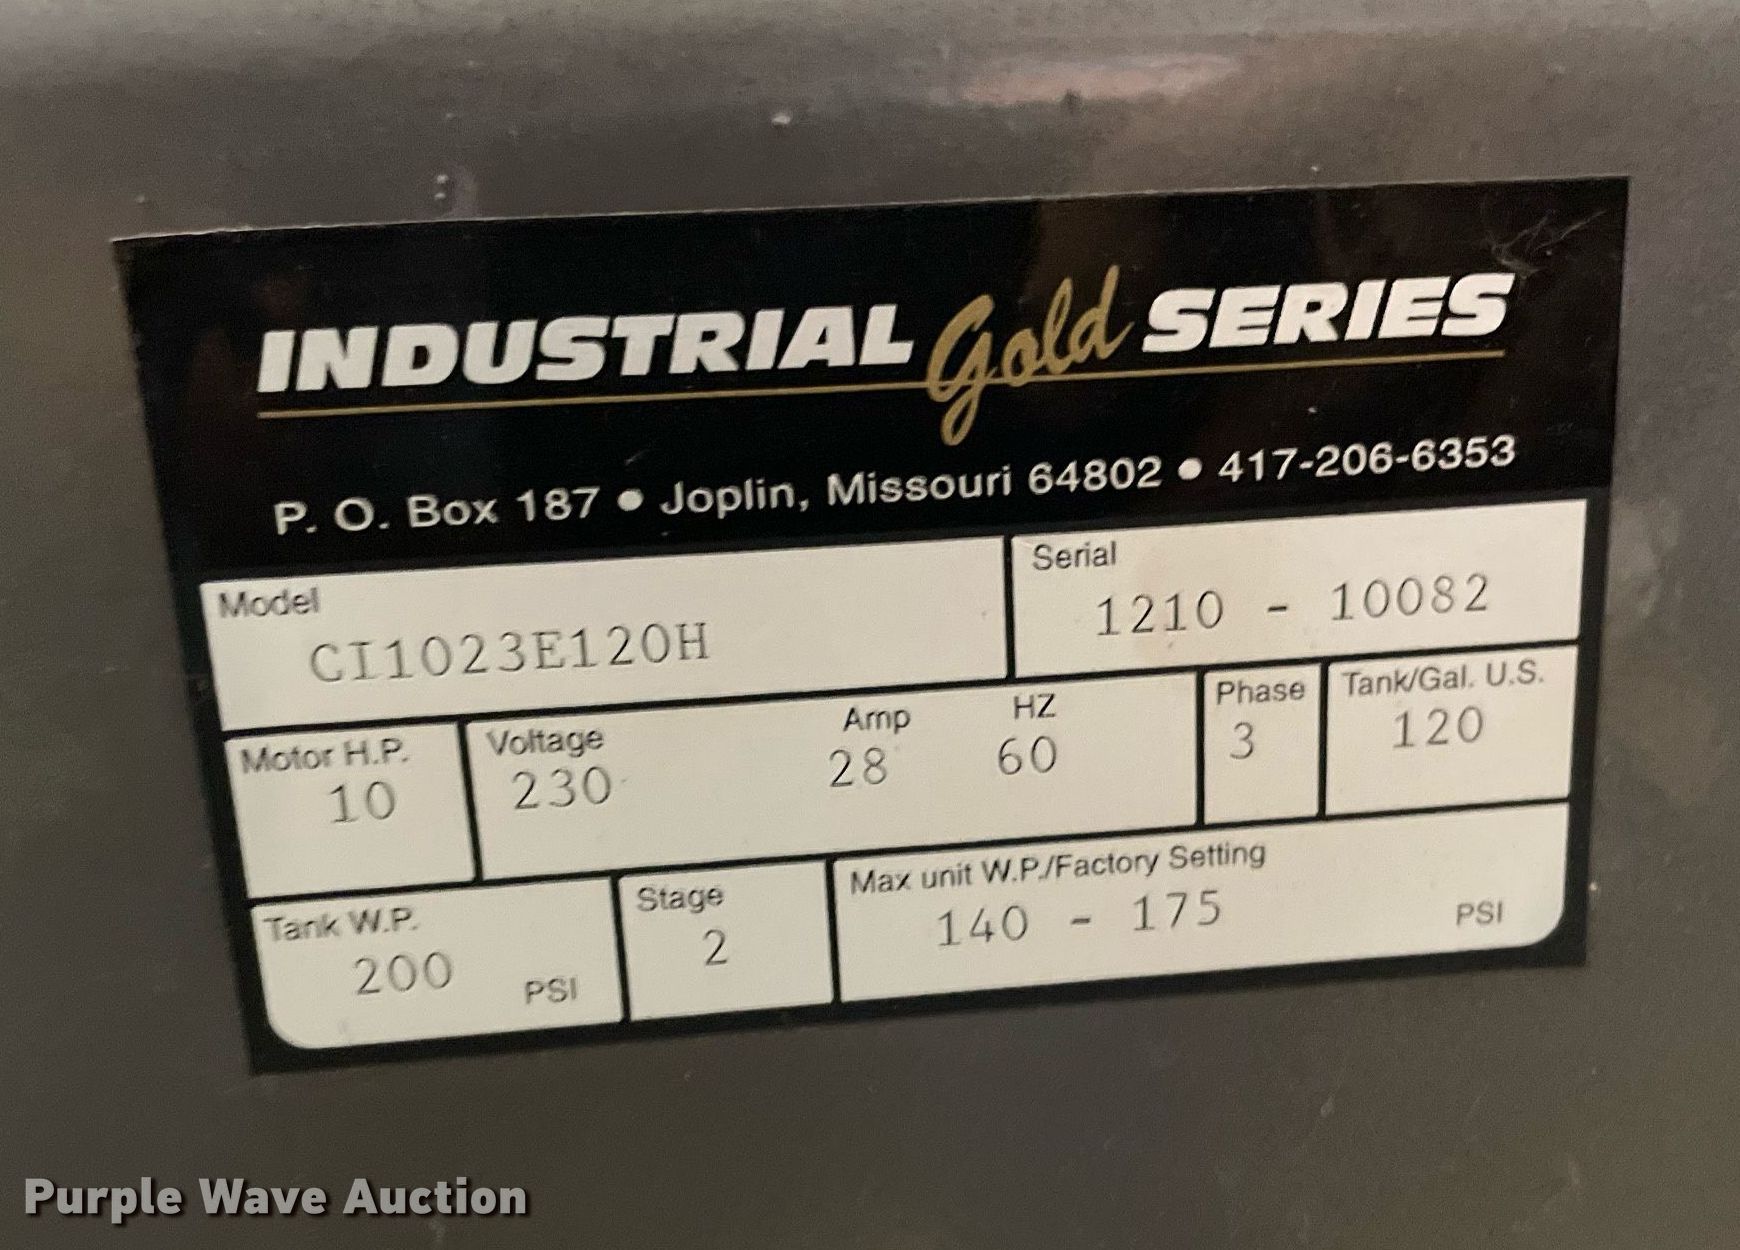 INDUSTRIAL Gold SERIES
P. O. Box 187 • Joplin, Missouri 64802 • 417-206-6353
Model
CI1023E120H
Serial
1210 - 10082
Motor H.P.
10
Voltage Amp HZ
230 28 60
Phase
3
Tank/Gal. U.S.
120
Tank W.P.
200 PSI
Stage
2
Max unit W.P./Factory Setting
140 - 175 PSI
Purple Wave Auction